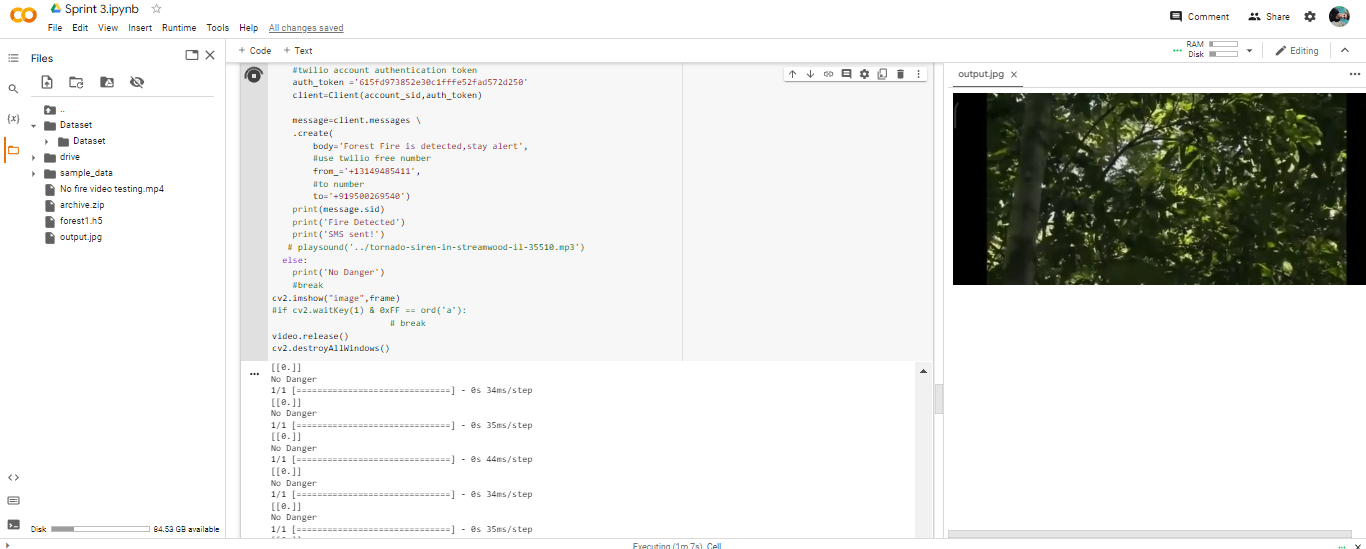 Sprint 3.ipynb
File Edit View Insert Runtime Tools Help All changes saved
Comment Share
+ Code + Text
RAM
Disk
Editing
Files
..
Dataset
Dataset
drive
sample_data
No fire video testing.mp4
archive.zip
forest1.h5
output.jpg
{x}
Disk 84.53 GB available
#twilio account authentication token
auth_token ='615fd973852e30c1fffe52fad572d250'
client=Client(account_sid,auth_token)
message=client.messages \
.create(
body='Forest Fire is detected,stay alert',
#use twilio free number
from_='+13149485411',
#to number
to='+919500269540')
print(message.sid)
print('Fire Detected')
print('SMS sent!')
# playsound('../tornado-siren-in-streamwood-il-35510.mp3')
else:
print('No Danger')
#break
cv2.imshow("image",frame)
#if cv2.waitKey(1) & 0xFF == ord('a'):
# break
video.release()
cv2.destroyAllWindows()
[[0.]]
No Danger
1/1 [==============================] - 0s 34ms/step
[[0.]]
No Danger
1/1 [==============================] - 0s 35ms/step
[[0.]]
No Danger
1/1 [==============================] - 0s 44ms/step
[[0.]]
No Danger
1/1 [==============================] - 0s 34ms/step
[[0.]]
No Danger
1/1 [==============================] - 0s 35ms/step
output.jpg
Executing (1m 7s) Cell